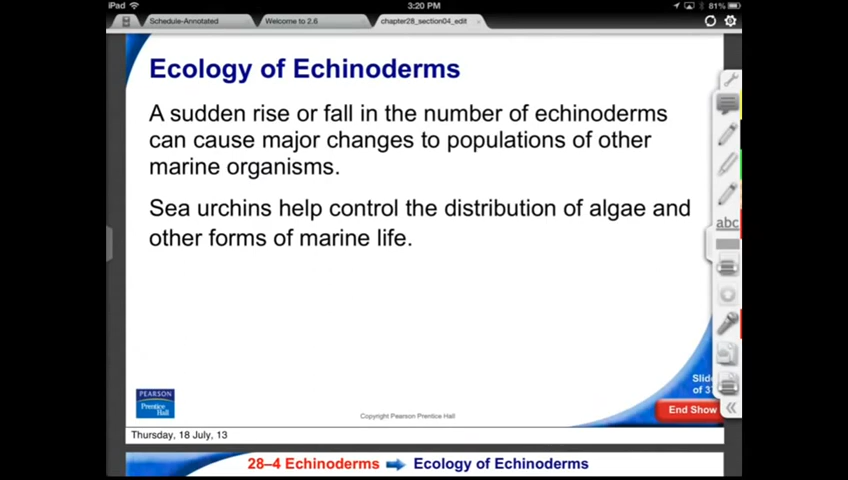 iPad 3:20 PM 81%
Schedule-Annotated Welcome to 2.6 chapter28_section04_edit
Ecology of Echinoderms
A sudden rise or fall in the number of echinoderms
can cause major changes to populations of other
marine organisms.
Sea urchins help control the distribution of algae and
other forms of marine life.
abc
Slide
of 37
PEARSON
Prentice
Hall
Copyright Pearson Prentice Hall
End Show
Thursday, 18 July, 13
28–4 Echinoderms Ecology of Echinoderms